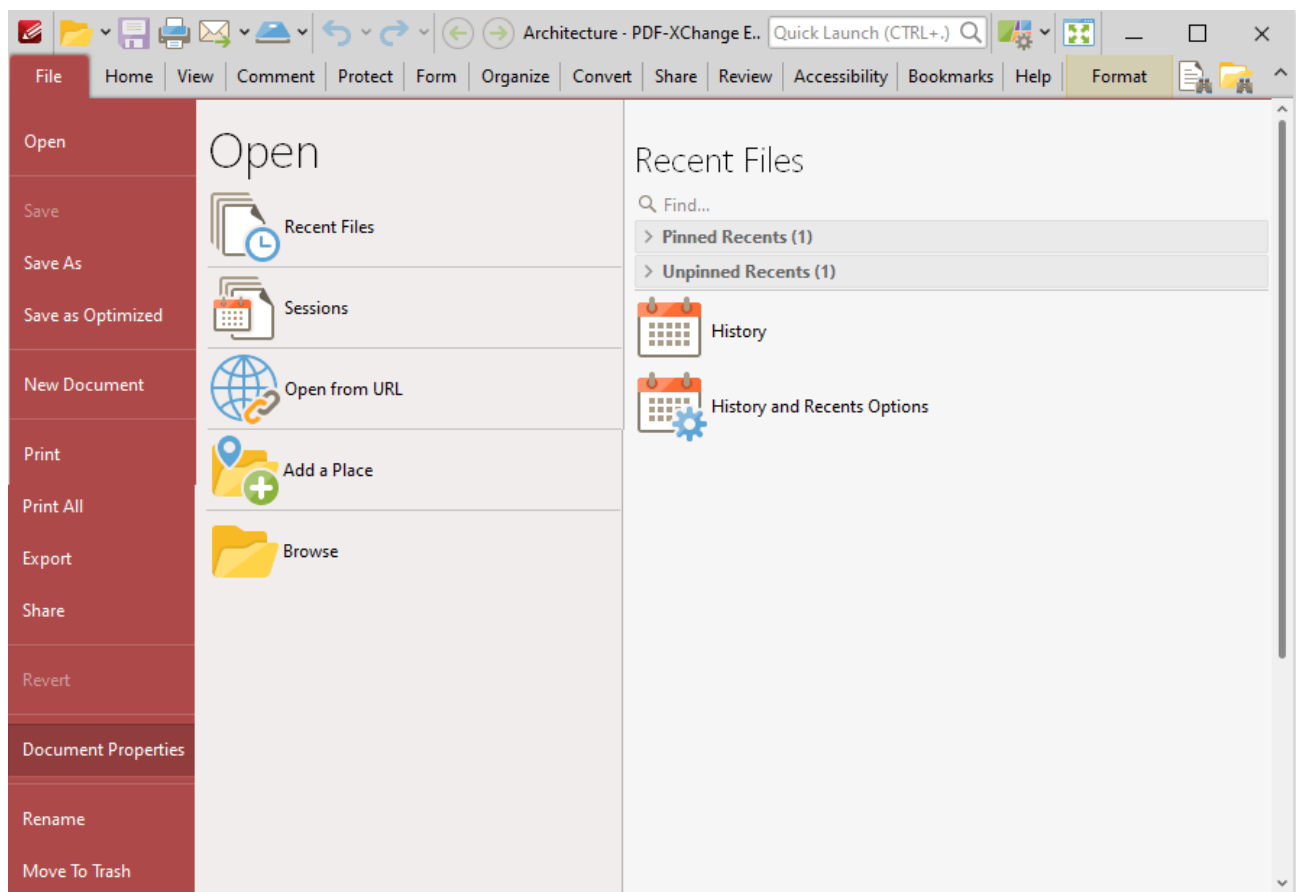 Architecture - PDF-XChange E..
Quick Launch (CTRL+.)
File Home View Comment Protect Form Organize Convert Share Review Accessibility Bookmarks Help Format
Open
Save
Save As
Save as Optimized
New Document
Print
Print All
Export
Share
Revert
Document Properties
Rename
Move To Trash
Open
Recent Files
Sessions
Open from URL
Add a Place
Browse
Recent Files
Find...
Pinned Recents (1)
Unpinned Recents (1)
History
History and Recents Options